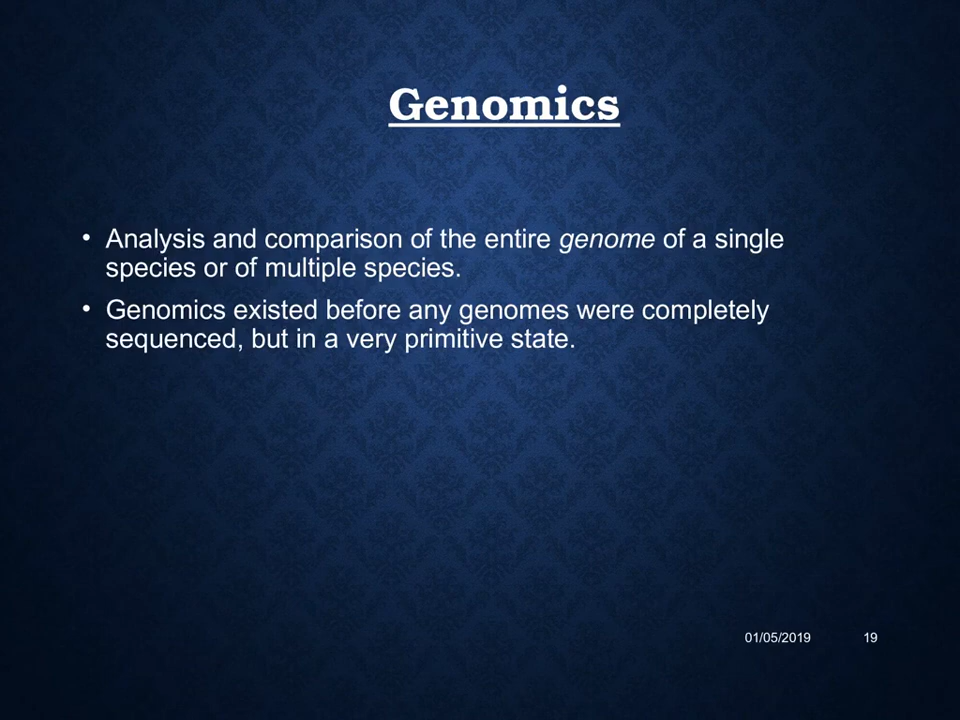 Genomics
• Analysis and comparison of the entire genome of a single
species or of multiple species.
• Genomics existed before any genomes were completely
sequenced, but in a very primitive state.
01/05/2019 19